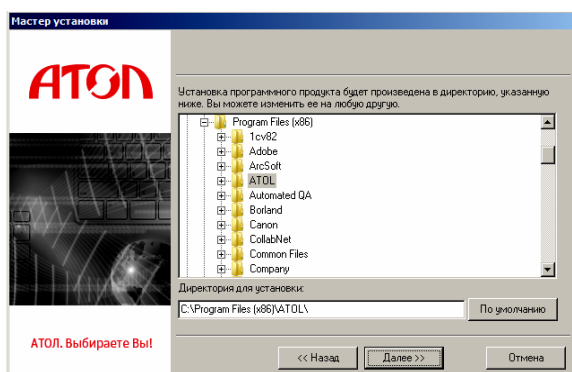 Мастер установки
АТОЛ
Установка программного продукта будет произведена в директорию, указанную
ниже. Вы можете изменить ее на любую другую.
Program Files (x86)
1cv82
Adobe
ArcSoft
ATOL
Automated QA
Borland
Canon
CollabNet
Common Files
Company
Директория для установки:
C:\Program Files (x86)\ATOL\
По умолчанию
АТОЛ. Выбираете Вы!
<< Назад
Далее >>
Отмена